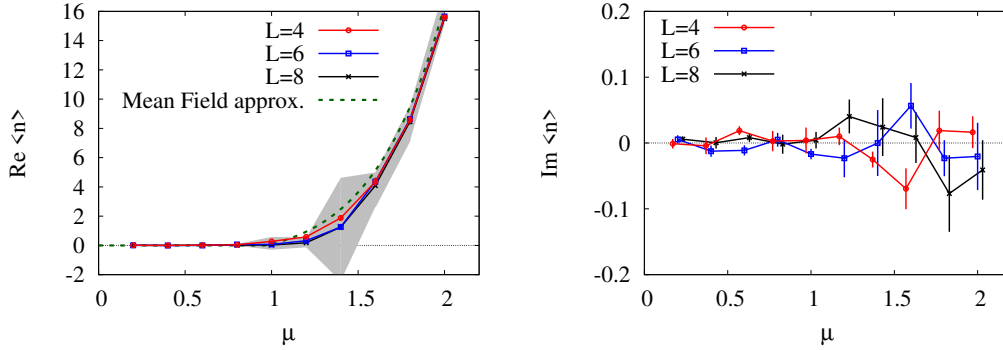 16
14
12
10
8
6
4
2
0
-2
0
0.5
1
1.5
2
Re <n>
μ
L=4
L=6
L=8
Mean Field approx.
0.2
0.1
0
-0.1
-0.2
0
0.5
1
1.5
2
Im <n>
μ
L=4
L=6
L=8